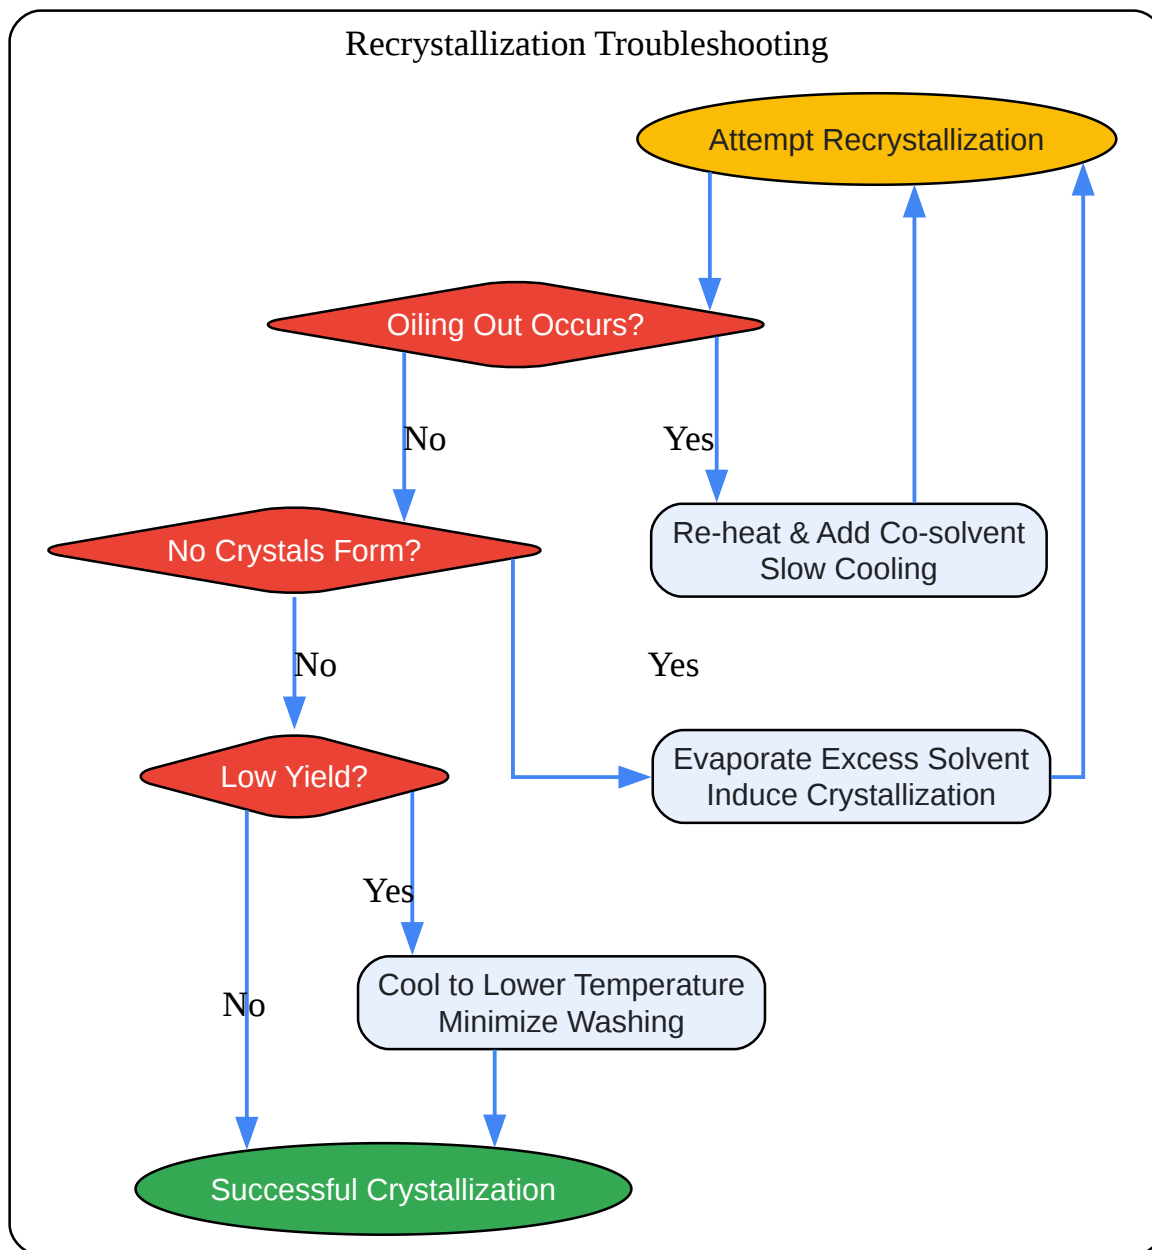 Recrystallization Troubleshooting
Attempt Recrystallization
Oiling Out Occurs?
No
Yes
No Crystals Form?
Re-heat & Add Co-solvent
Slow Cooling
No
Yes
Low Yield?
Evaporate Excess Solvent
Induce Crystallization
Yes
No
Cool to Lower Temperature
Minimize Washing
Successful Crystallization